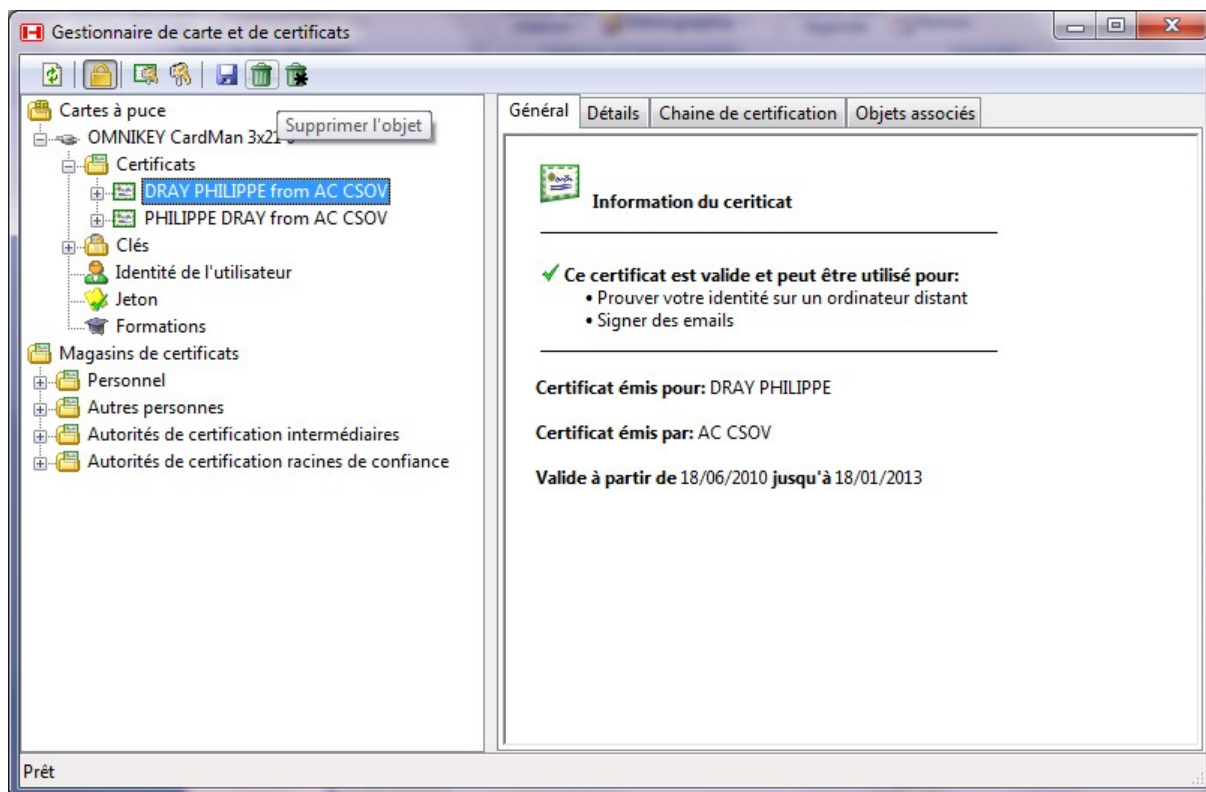 Gestionnaire de carte et de certificats
Supprimer l'objet
Cartes à puce
OMNIKEY CardMan 3x21 0
Certificats
DRAY PHILIPPE from AC CSOV
PHILIPPE DRAY from AC CSOV
Clés
Identité de l'utilisateur
Jeton
Formations
Magasins de certificats
Personnel
Autres personnes
Autorités de certification intermédiaires
Autorités de certification racines de confiance
Général Détails Chaine de certification Objets associés
Information du ceriticat
Ce certificat est valide et peut être utilisé pour:
• Prouver votre identité sur un ordinateur distant
• Signer des emails
Certificat émis pour: DRAY PHILIPPE
Certificat émis par: AC CSOV
Valide à partir de 18/06/2010 jusqu'à 18/01/2013
Prêt